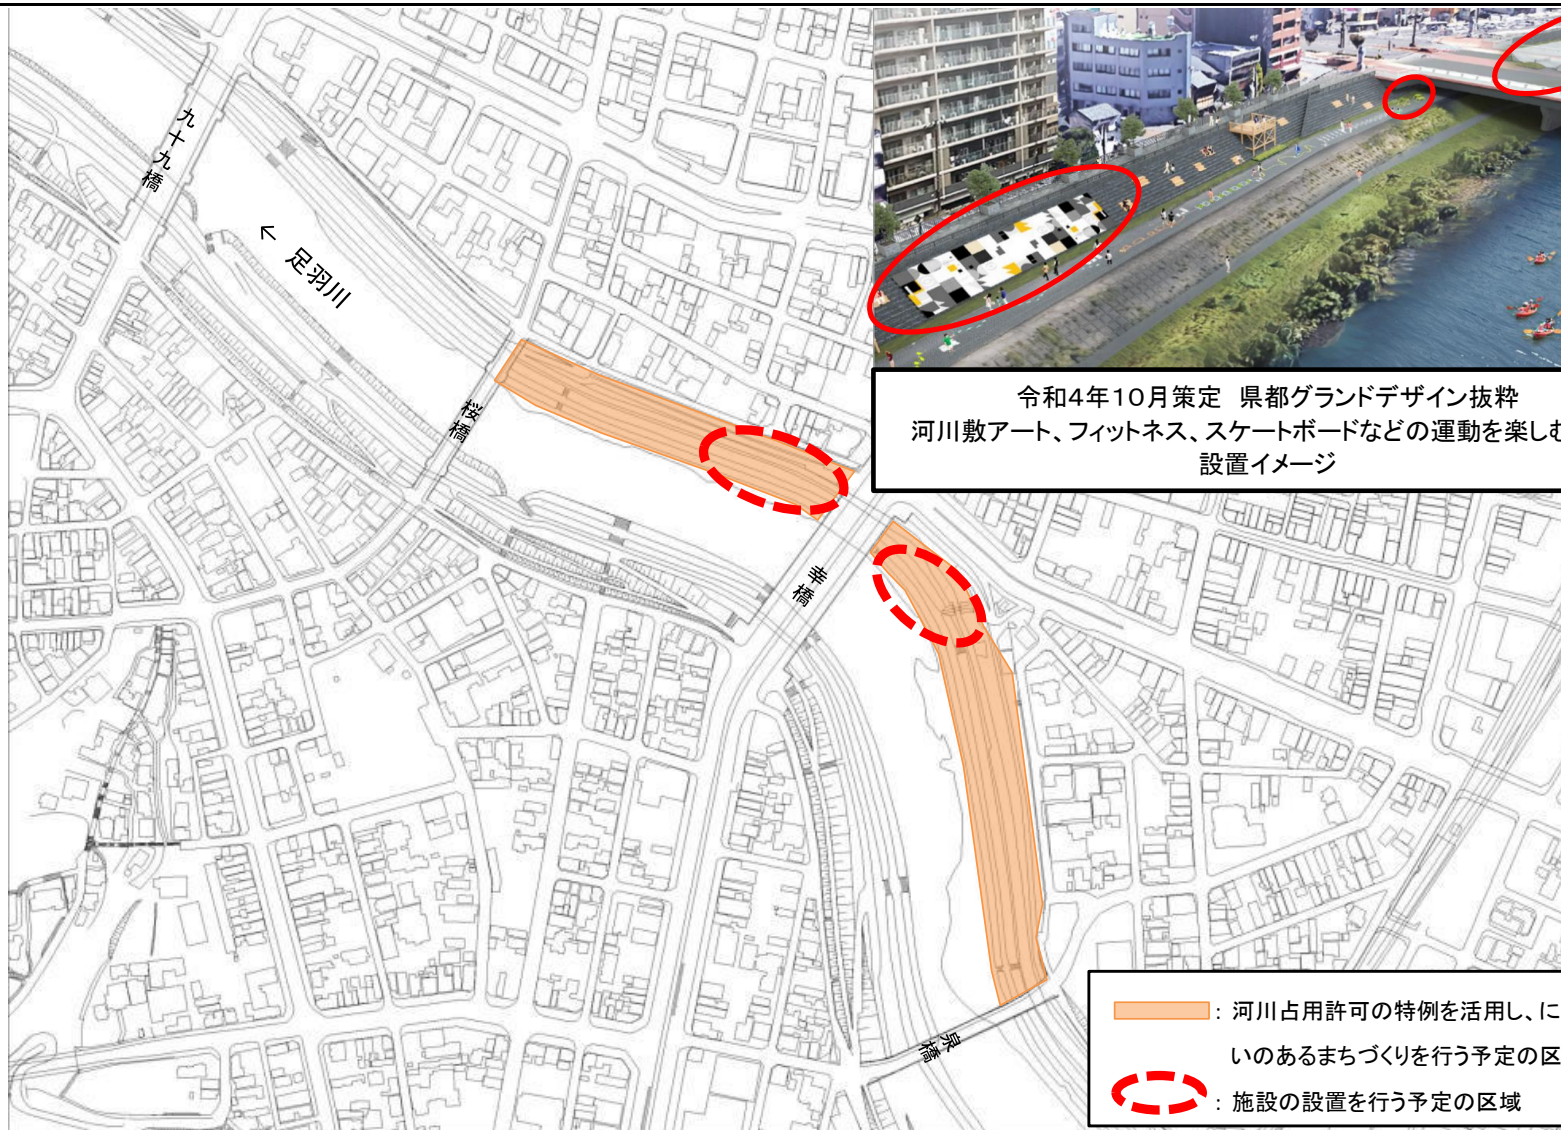 九十九橋
← 足羽川
桜橋
幸橋
泉橋
令和4年10月策定 県都グランドデザイン抜粋
河川敷アート、フィットネス、スケートボードなどの運動を楽しむ
設置イメージ
：河川占用許可の特例を活用し、に
いのあるまちづくりを行う予定の区
：施設の設置を行う予定の区域